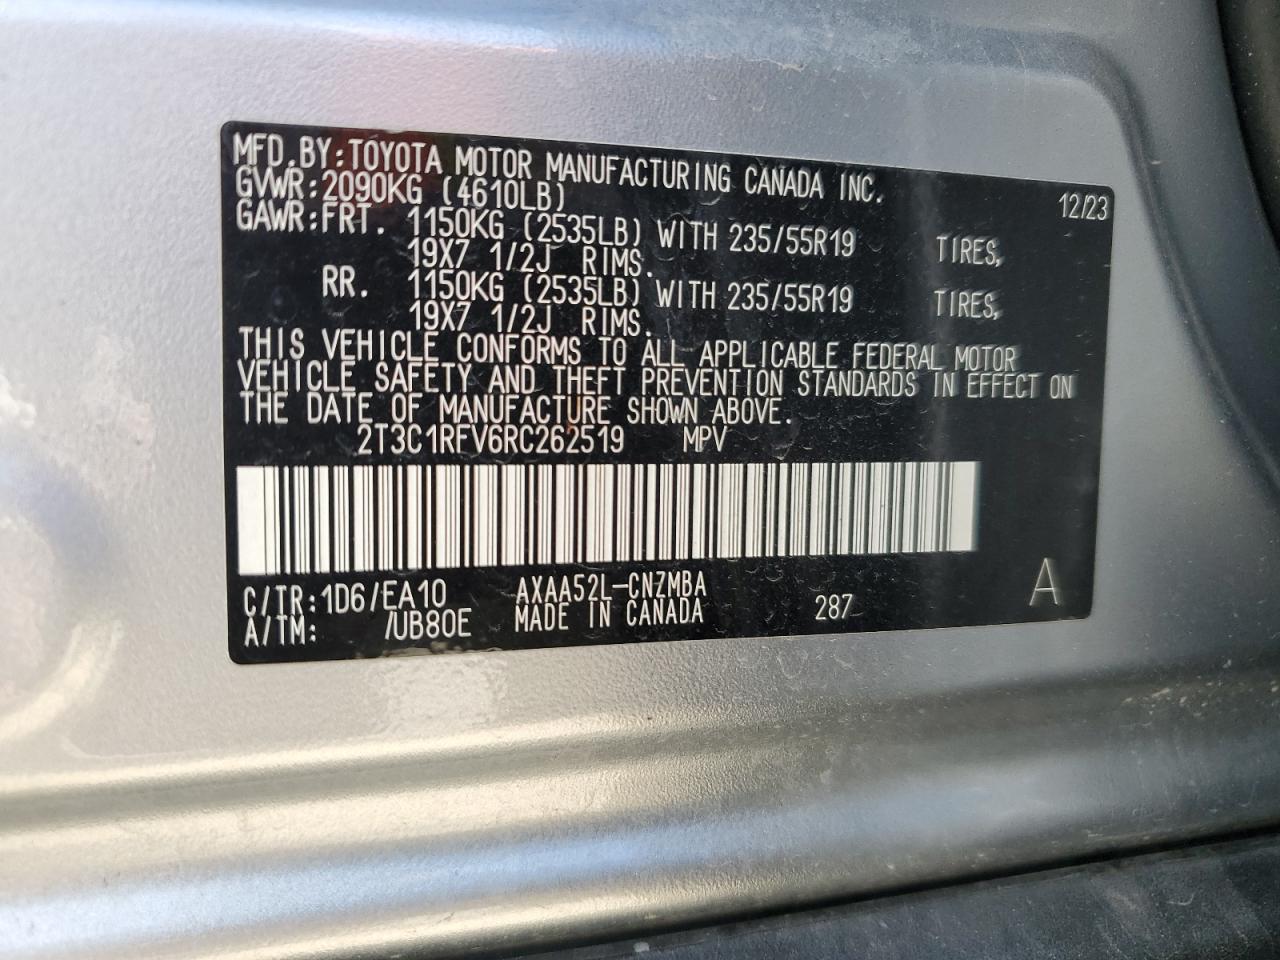 MFD.BY:TOYOTA MOTOR MANUFACTURING CANADA INC.
GVWR:2090KG (4610LB) 12/23
GAWR:FRT. 1150KG (2535LB) WITH 235/55R19 TIRES,
19X7 1/2J RIMS.
RR. 1150KG (2535LB) WITH 235/55R19 TIRES,
19X7 1/2J RIMS.
THIS VEHICLE CONFORMS TO ALL APPLICABLE FEDERAL MOTOR
VEHICLE SAFETY AND THEFT PREVENTION STANDARDS IN EFFECT ON
THE DATE OF MANUFACTURE SHOWN ABOVE.
2T3C1RFV6RC262519 MPV
C/TR:1D6/EA10 AXAA52L-CNZMBA
A/TM: /UB80E MADE IN CANADA 287 A